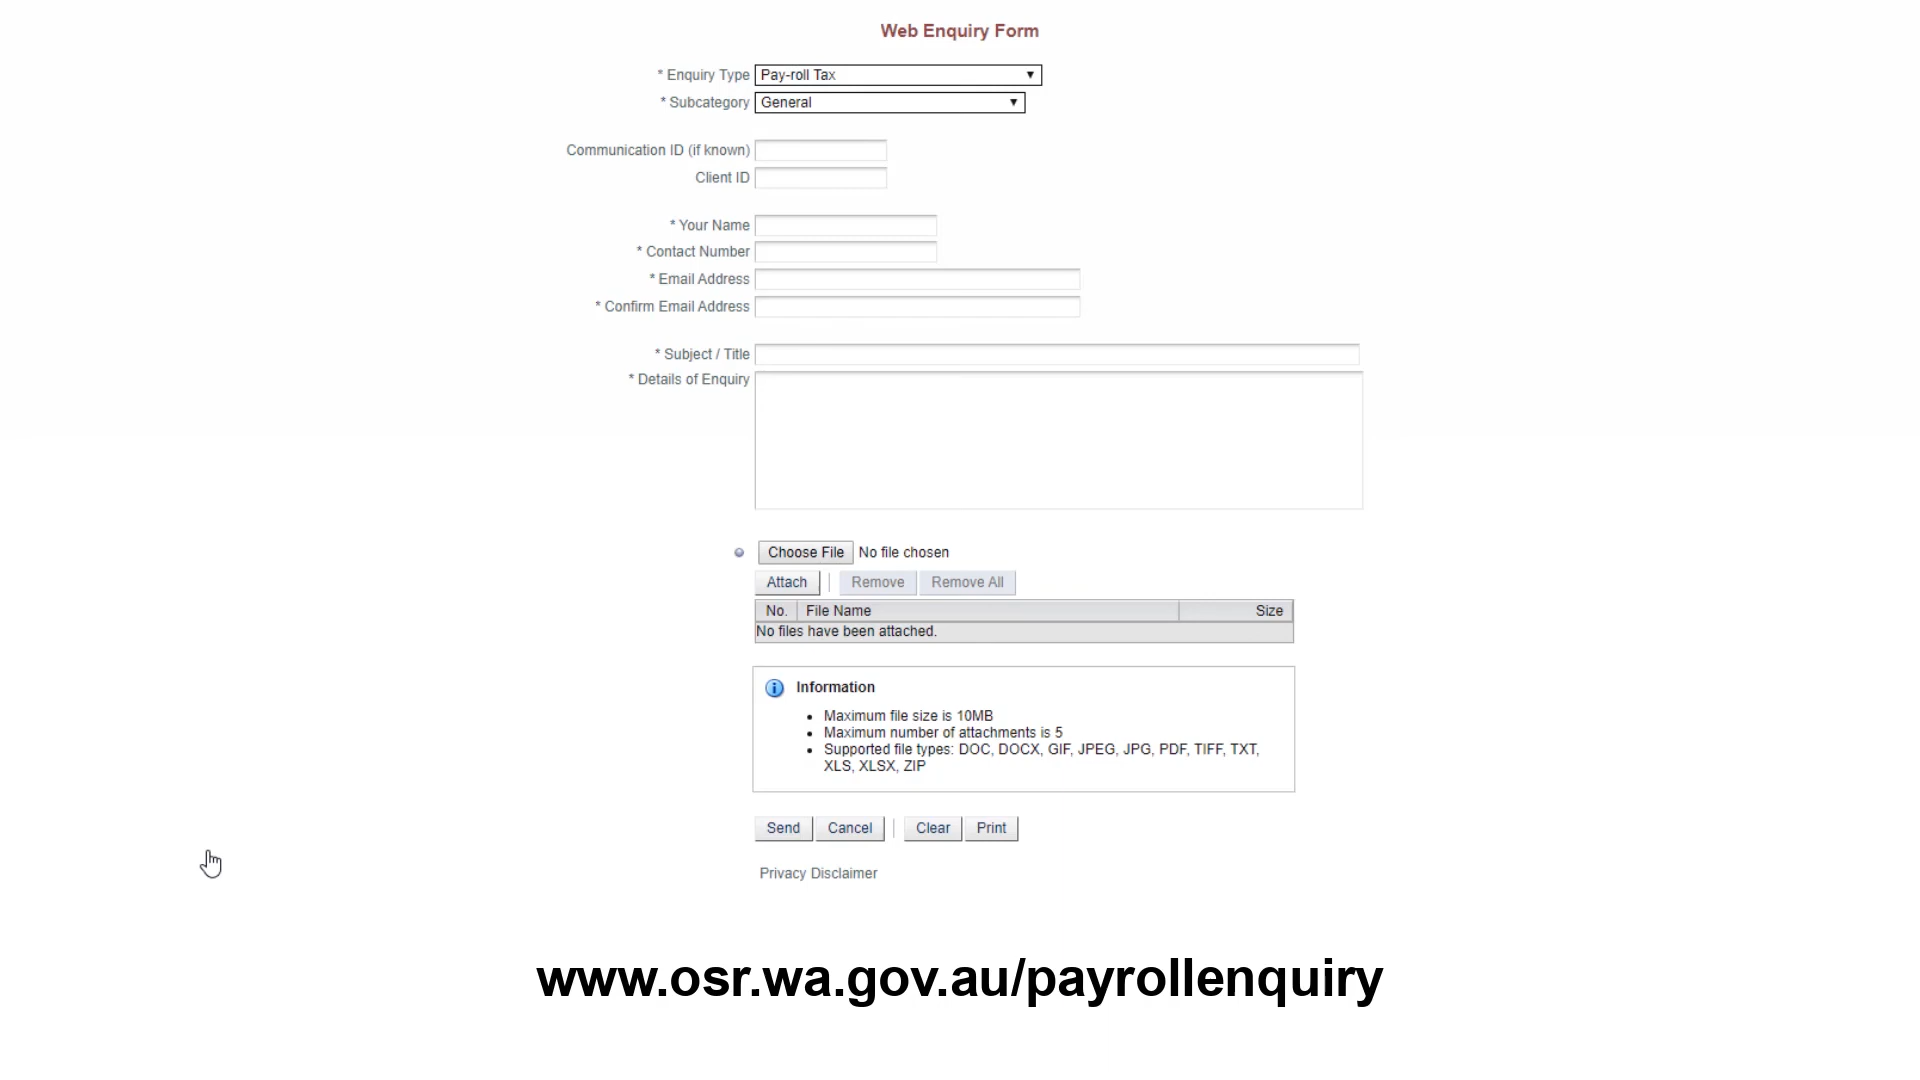 Web Enquiry Form
* Enquiry Type Pay-roll Tax
* Subcategory General
Communication ID (if known)
Client ID
* Your Name
* Contact Number
* Email Address
* Confirm Email Address
* Subject / Title
* Details of Enquiry
Choose File No file chosen
Attach Remove Remove All
No. File Name Size
No files have been attached.
Information
• Maximum file size is 10MB
• Maximum number of attachments is 5
• Supported file types: DOC, DOCX, GIF, JPEG, JPG, PDF, TIFF, TXT,
XLS, XLSX, ZIP
Send Cancel Clear Print
Privacy Disclaimer
www.osr.wa.gov.au/payrollenquiry